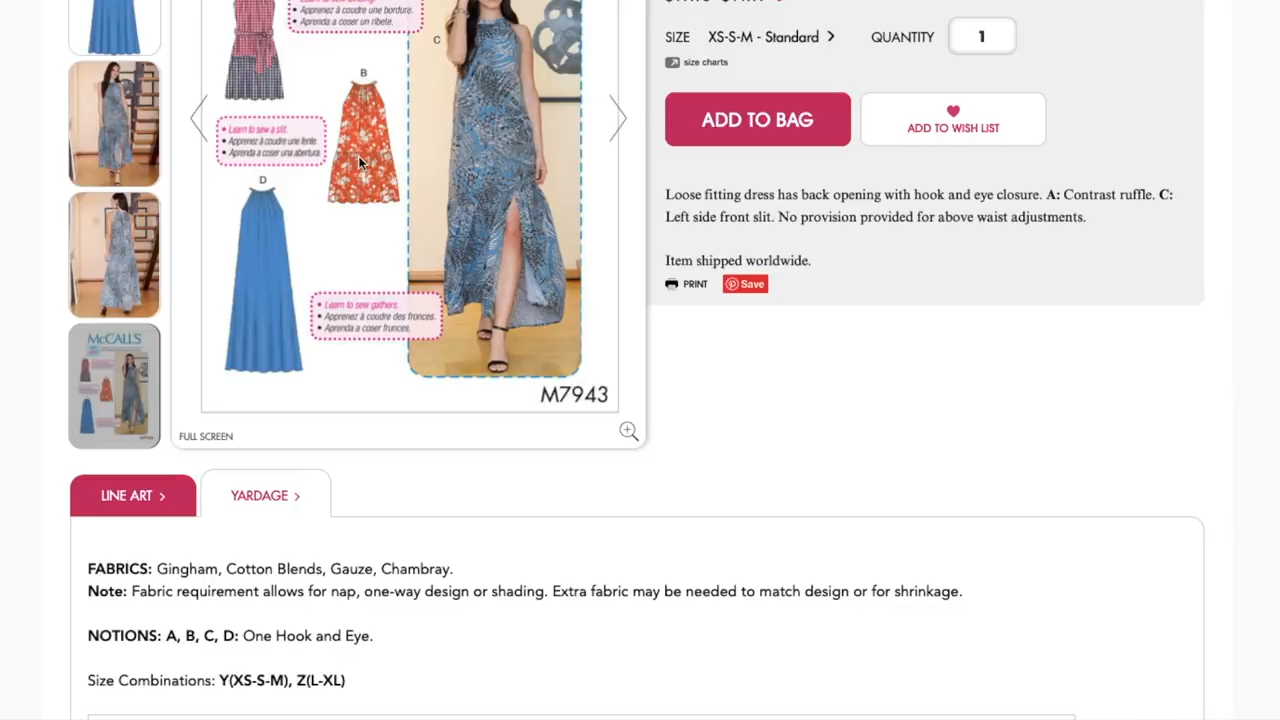 • Apprenez à coudre une bordure.
• Aprenda a coser un ribete.
C
B
• Learn to sew a slit.
• Apprenez à coudre une fente.
• Aprenda a coser una abertura.
D
• Learn to sew gathers.
• Apprenez à coudre des fronces.
• Aprenda a coser frunces.
M7943
FULL SCREEN
McCALL'S
SIZE XS-S-M - Standard > QUANTITY 1
size charts
ADD TO BAG
ADD TO WISH LIST
Loose fitting dress has back opening with hook and eye closure. A: Contrast ruffle. C:
Left side front slit. No provision provided for above waist adjustments.
Item shipped worldwide.
PRINT Save
LINE ART > YARDAGE >
FABRICS: Gingham, Cotton Blends, Gauze, Chambray.
Note: Fabric requirement allows for nap, one-way design or shading. Extra fabric may be needed to match design or for shrinkage.
NOTIONS: A, B, C, D: One Hook and Eye.
Size Combinations: Y(XS-S-M), Z(L-XL)